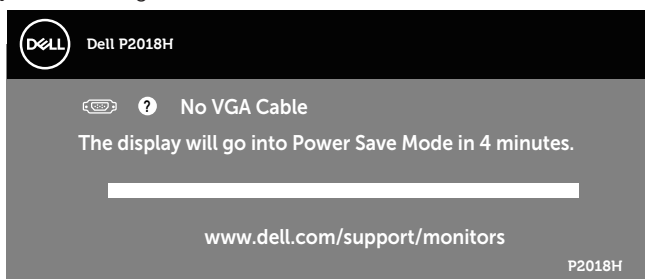 DELL
Dell P2018H
? No VGA Cable
The display will go into Power Save Mode in 4 minutes.
www.dell.com/support/monitors
P2018H